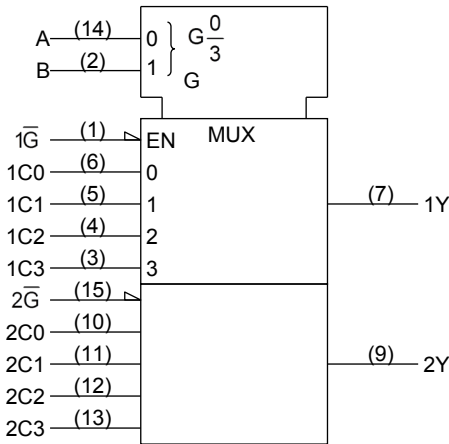 A (14) 0 G 0/3
B (2) 1 G
1G̅ (1) EN MUX
1C0 (6) 0
1C1 (5) 1 (7) 1Y
1C2 (4) 2
1C3 (3) 3
2G̅ (15)
2C0 (10)
2C1 (11) (9) 2Y
2C2 (12)
2C3 (13)